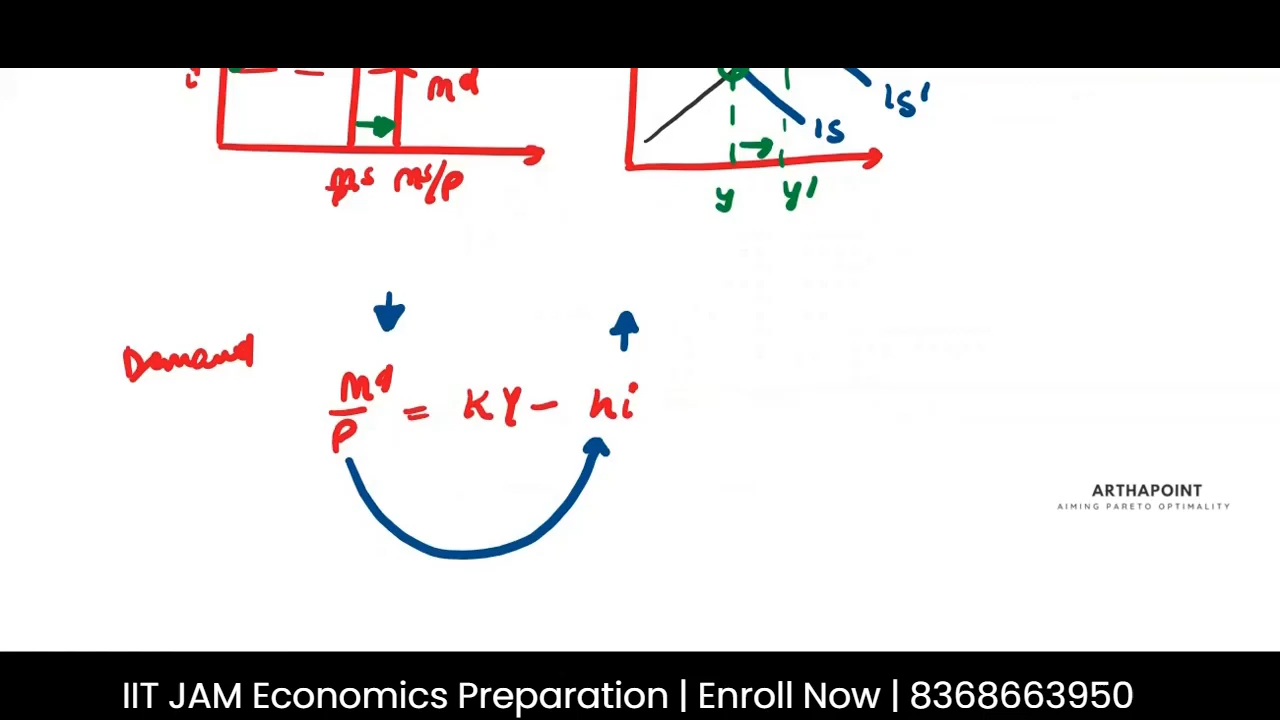 i
Mᵈ
IS'
IS
Mˢ Mˢ/P
y y'
Demand
Mᵈ/P = KY - hi
ARTHAPOINT
AIMING PARETO OPTIMALITY
IIT JAM Economics Preparation | Enroll Now | 8368663950